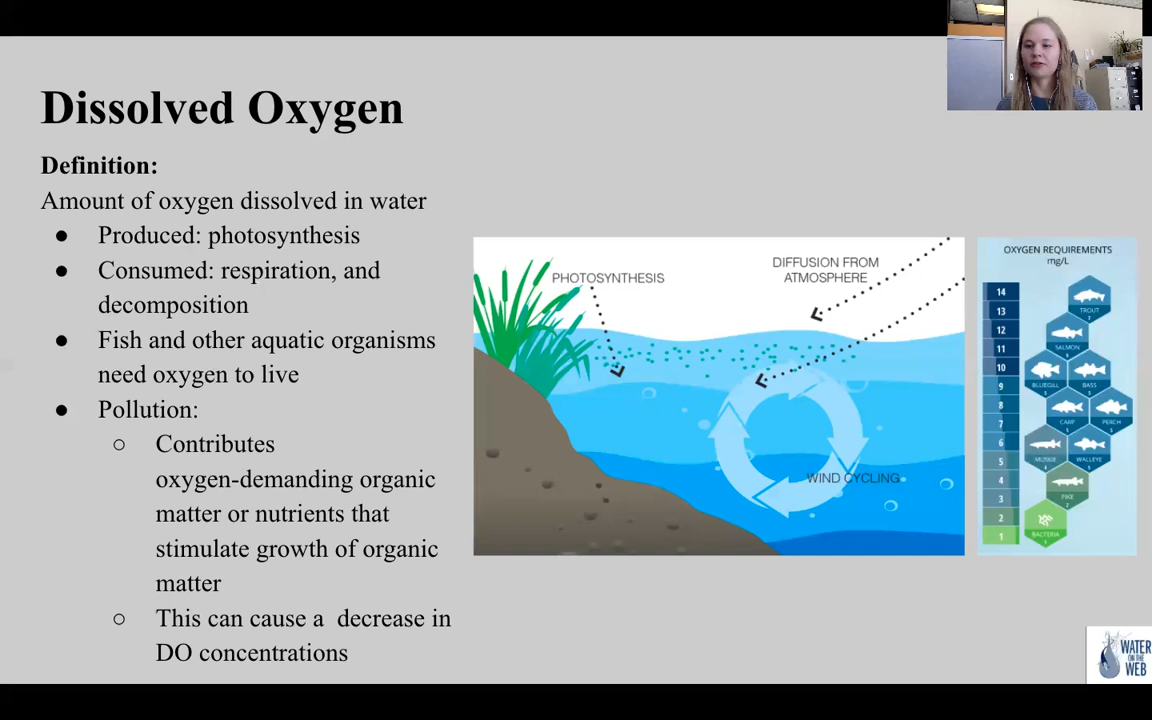 Dissolved Oxygen
Definition:
Amount of oxygen dissolved in water
● Produced: photosynthesis
● Consumed: respiration, and
decomposition
● Fish and other aquatic organisms
need oxygen to live
● Pollution:
○ Contributes
oxygen-demanding organic
matter or nutrients that
stimulate growth of organic
matter
○ This can cause a decrease in
DO concentrations
PHOTOSYNTHESIS
DIFFUSION FROM
ATMOSPHERE
WIND CYCLING
OXYGEN REQUIREMENTS
mg/L
14
13
12
11
10
9
8
7
6
5
4
3
2
1
TROUT
SALMON
BLUEGILL
BASS
CARP
PERCH
MUSKIE
WALLEYE
PIKE
BACTERIA
WATER
ON THE
WEB